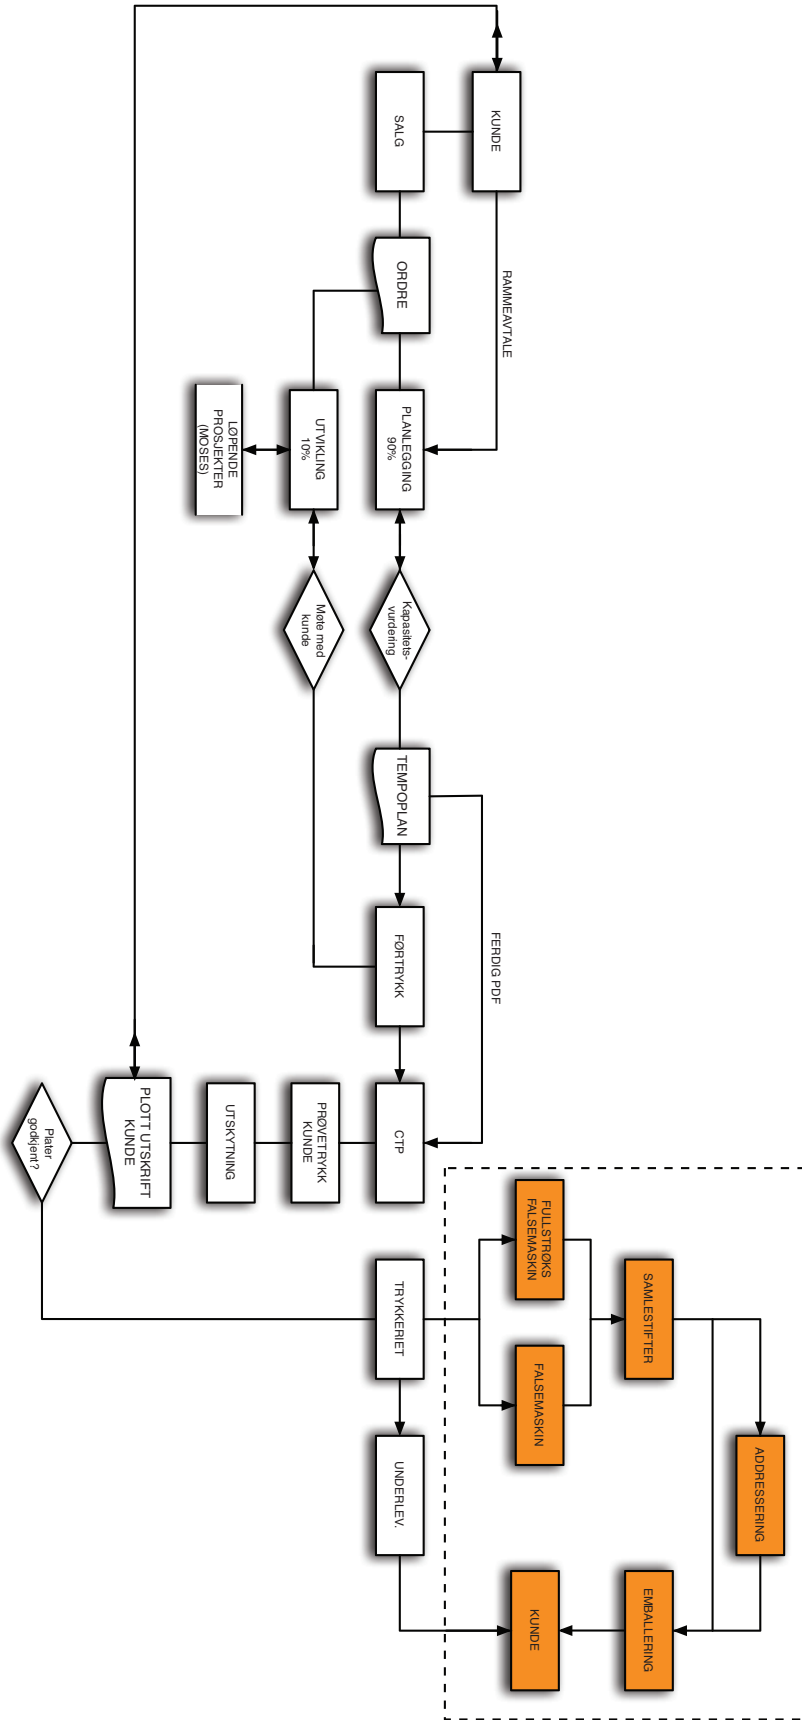 KUNDE
SALG
ORDRE
RAMMEAVTALE
PLANLEGGING
90%
UTVIKLING
10%
LØPENDE
PROSJEKTER
(MOSES)
Kapasitets-
vurdering
Møte med
kunde
TEMPOPLAN
FERDIG PDF
FØRTRYKK
CTP
PRØVETRYKK
KUNDE
UTSKYTNING
PLOTT UTSKRIFT
KUNDE
Plater
godkjent?
TRYKKERIET
UNDERLEV.
FULLSTRØKS
FALSEMASKIN
FALSEMASKIN
SAMLESTIFTER
ADDRESSERING
EMBALLERING
KUNDE